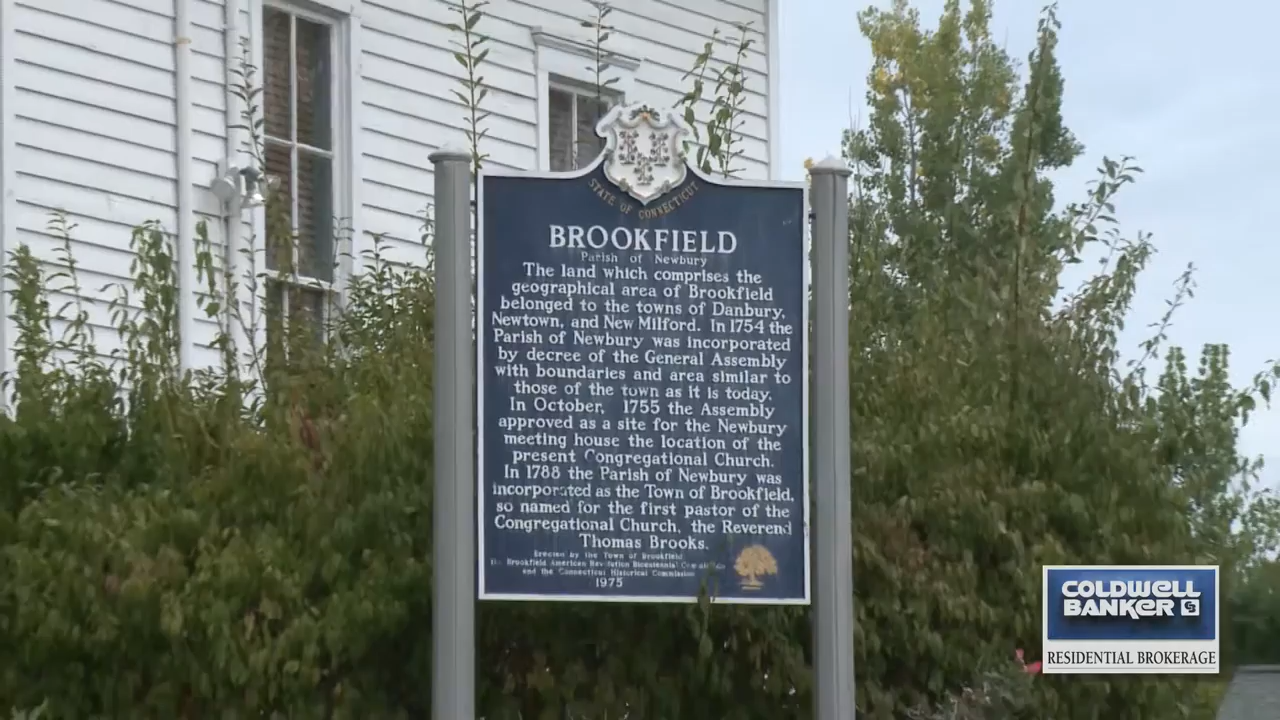 STATE OF CONNECTICUT
BROOKFIELD
Parish of Newbury
The land which comprises the
geographical area of Brookfield
belonged to the towns of Danbury,
Newtown, and New Milford. In 1754 the
Parish of Newbury was incorporated
by decree of the General Assembly
with boundaries and area similar to
those of the town as it is today.
In October, 1755 the Assembly
approved as a site for the Newbury
meeting house the location of the
present Congregational Church.
In 1788 the Parish of Newbury was
incorporated as the Town of Brookfield,
so named for the first pastor of the
Congregational Church, the Reverend
Thomas Brooks.
Erected by the Town of Brookfield
Brookfield American Revolution Bicentennial
and the Connecticut Historical Commission
1975
COLDWELL
BANKER CB
RESIDENTIAL BROKERAGE